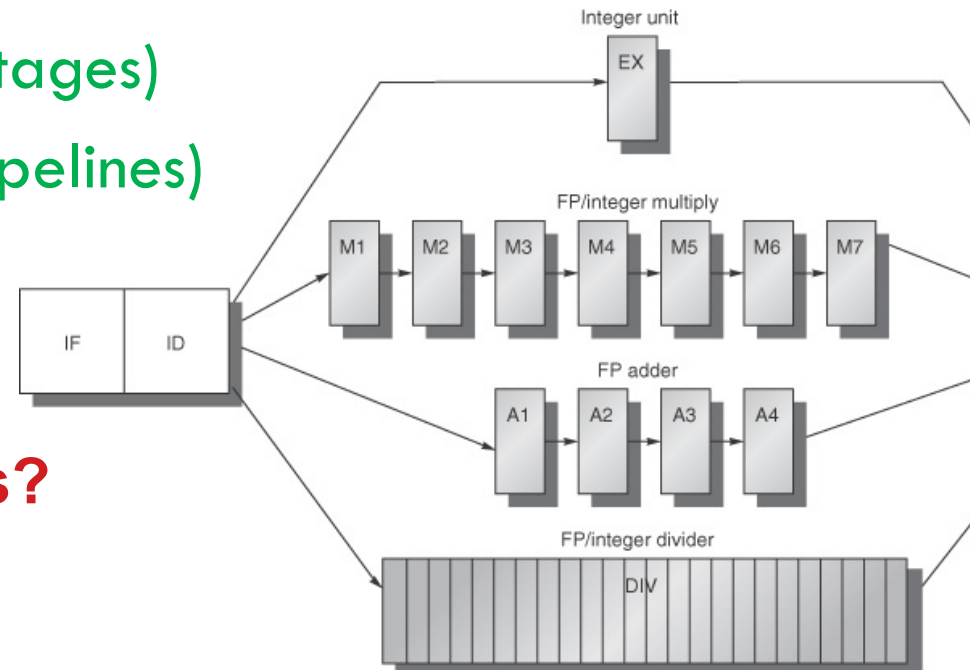 tages)
pelines)
s?
Integer unit
EX
FP/integer multiply
M1 M2 M3 M4 M5 M6 M7
IF ID
FP adder
A1 A2 A3 A4
FP/integer divider
DIV